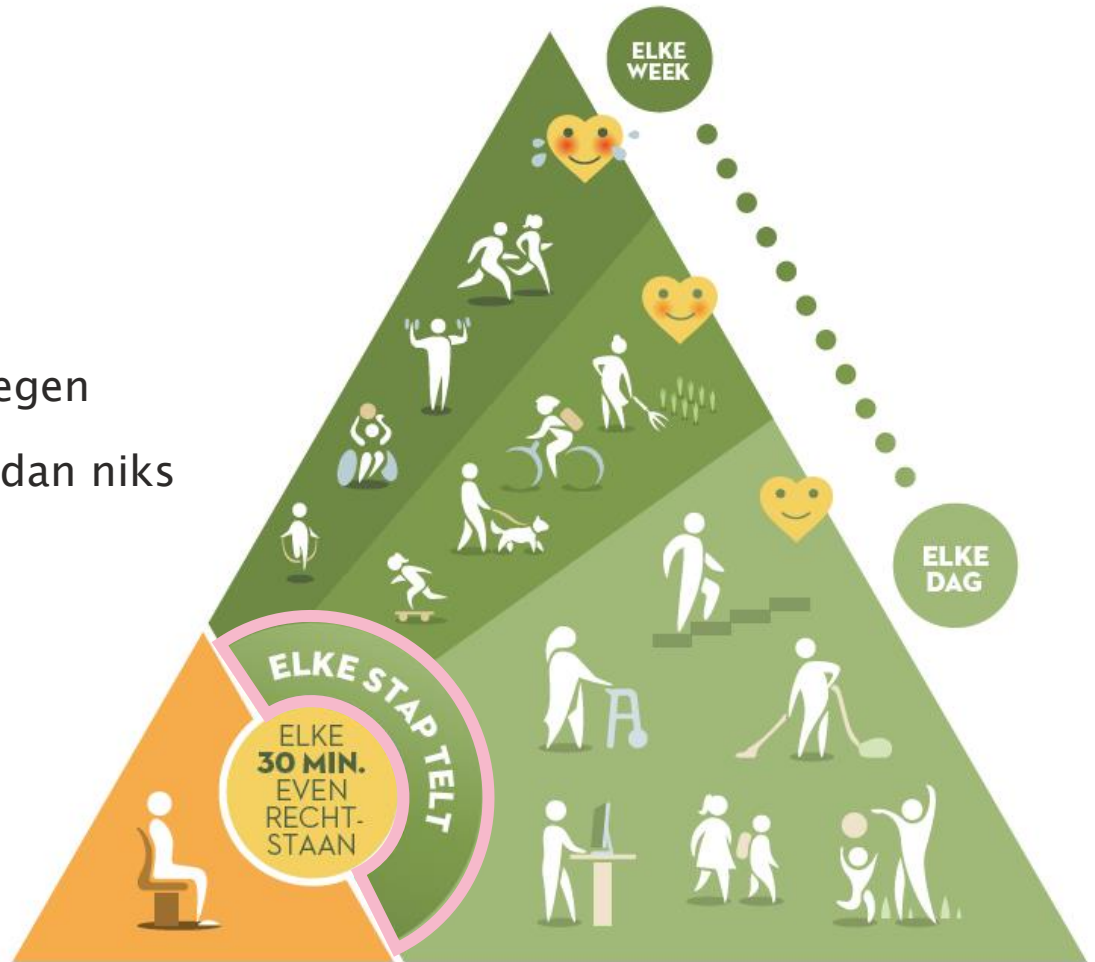 ELKE
WEEK
egen
dan niks
ELKE
DAG
ELKE STAP TELT
ELKE
30 MIN.
EVEN
RECHT-
STAAN